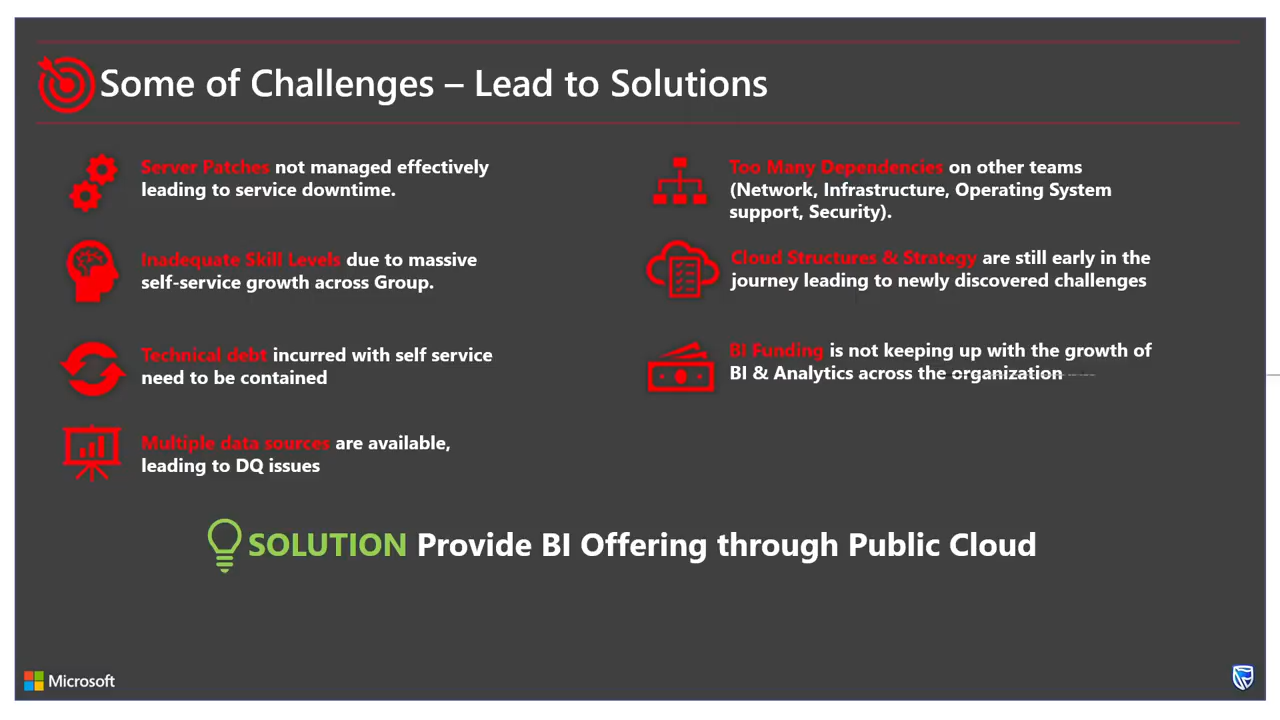 Some of Challenges – Lead to Solutions
Server Patches not managed effectively
leading to service downtime.
Inadequate Skill Levels due to massive
self-service growth across Group.
Technical debt incurred with self service
need to be contained
Multiple data sources are available,
leading to DQ issues
Too Many Dependencies on other teams
(Network, Infrastructure, Operating System
support, Security).
Cloud Structures & Strategy are still early in the
journey leading to newly discovered challenges
BI Funding is not keeping up with the growth of
BI & Analytics across the organization
SOLUTION Provide BI Offering through Public Cloud
Microsoft